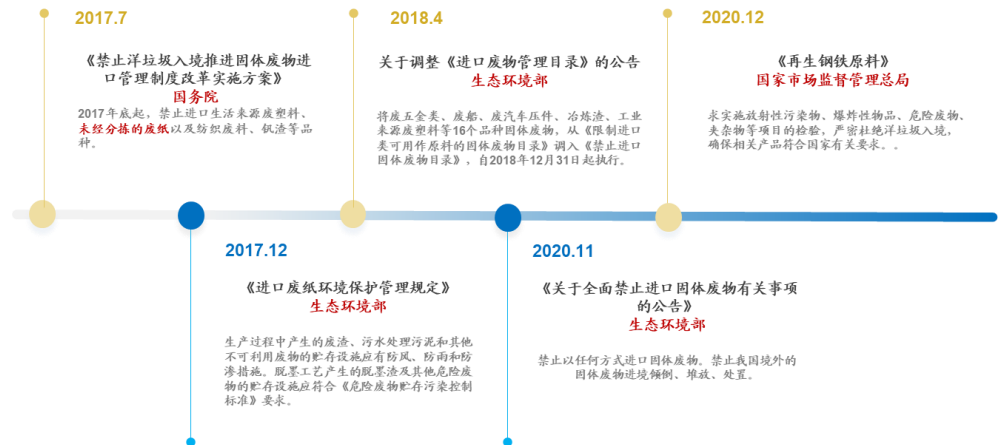 2017.7
《禁止洋垃圾入境推进固体废物进
口管理制度改革实施方案》
国务院
2017年底起，禁止进口生活来源废塑料、
未经分拣的废纸以及纺织废料、钒渣等品
种。
2018.4
关于调整《进口废物管理目录》的公告
生态环境部
将废五金类、废船、废汽车压件、冶炼渣、工业
来源废塑料等16个品种固体废物，从《限制进口
类可用作原料的固体废物目录》调入《禁止进口
固体废物目录》，自2018年12月31日起执行。
2020.12
《再生钢铁原料》
国家市场监督管理总局
求实施放射性污染物、爆炸性物品、危险废物、
夹杂物等项目的检验，严密杜绝洋垃圾入境，
确保相关产品符合国家有关要求。。
2017.12
《进口废纸环境保护管理规定》
生态环境部
生产过程中产生的废渣、污水处理污泥和其他
不可利用废物的贮存设施应有防风、防雨和防
渗措施。脱墨工艺产生的脱墨渣及其他危险废
物的贮存设施应符合《危险废物贮存污染控制
标准》要求。
2020.11
《关于全面禁止进口固体废物有关事项
的公告》
生态环境部
禁止以任何方式进口固体废物。禁止我国境外的
固体废物进境倾倒、堆放、处置。